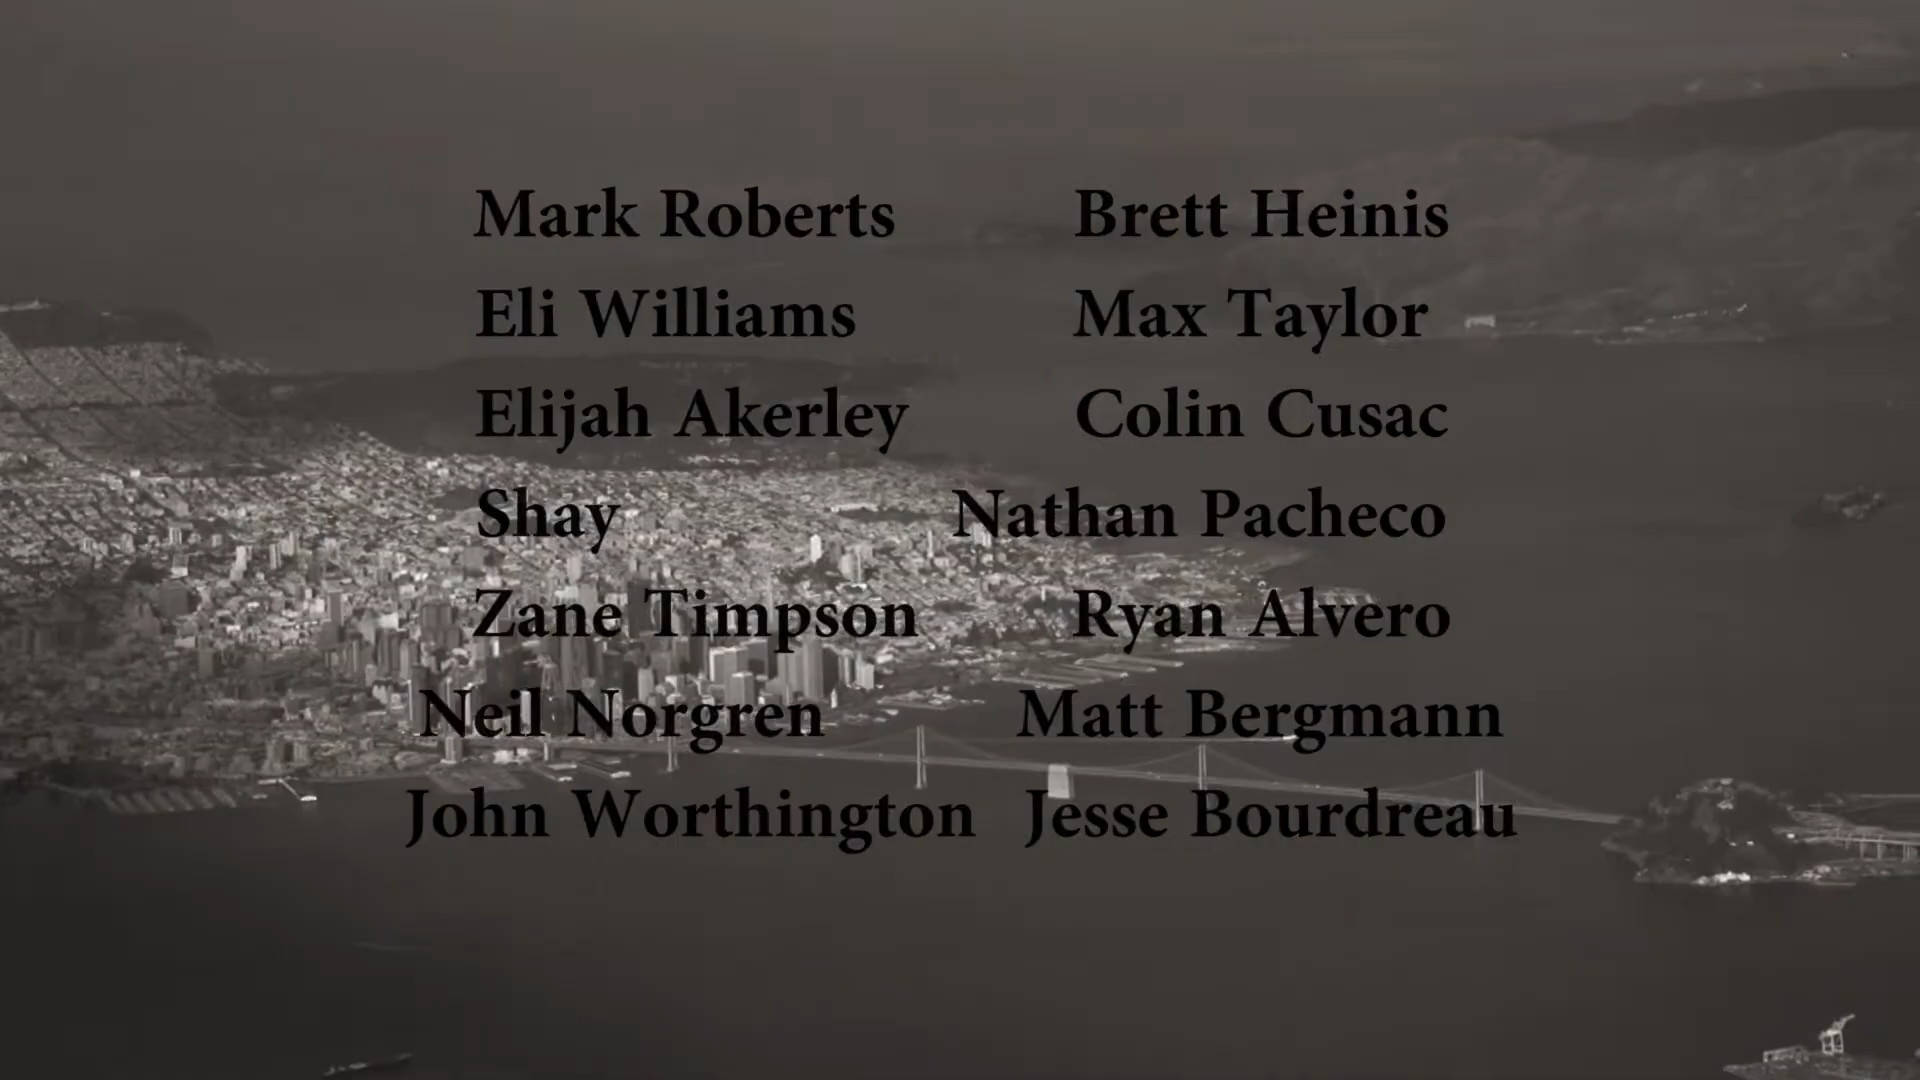 Mark Roberts Brett Heinis
Eli Williams Max Taylor
Elijah Akerley Colin Cusac
Shay Nathan Pacheco
Zane Timpson Ryan Alvero
Neil Norgren Matt Bergmann
John Worthington Jesse Bourdreau